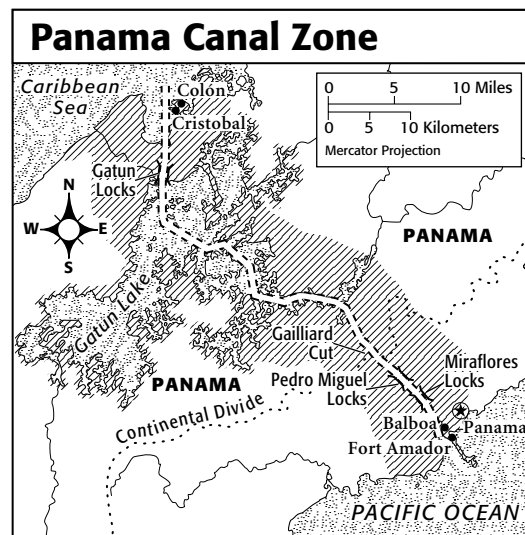 Panama Canal Zone
Caribbean
Sea
Colón
Cristobal
0 5 10 Miles
0 5 10 Kilometers
Mercator Projection
Gatun
Locks
N
W E
S
PANAMA
Gatun Lake
Gailliard
Cut
Miraflores
Locks
PANAMA
Pedro Miguel
Locks
Continental Divide
Balboa
Panama
Fort Amador
PACIFIC OCEAN